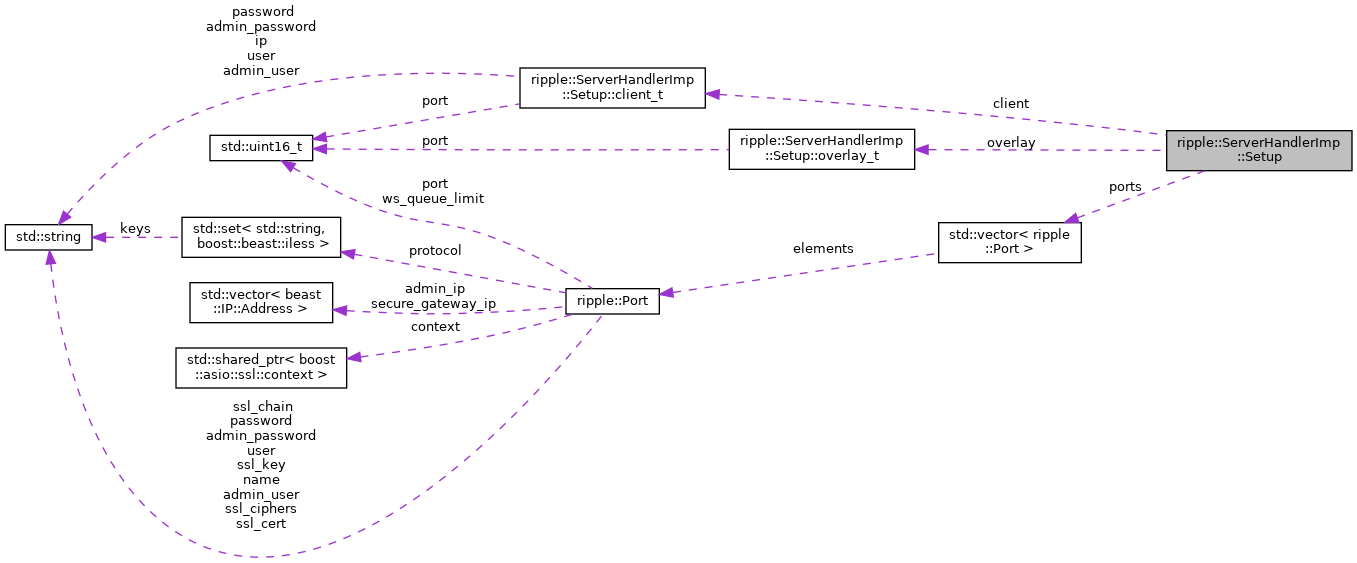 password
admin_password
ip
user
admin_user
ripple::ServerHandlerImp
::Setup::client_t
port
client
std::uint16_t
port
ripple::ServerHandlerImp
::Setup::overlay_t
overlay
ripple::ServerHandlerImp
::Setup
port
ws_queue_limit
ports
std::string
keys
std::set< std::string,
boost::beast::iless >
protocol
elements
std::vector< ripple
::Port >
std::vector< beast
::IP::Address >
admin_ip
secure_gateway_ip
ripple::Port
context
std::shared_ptr< boost
::asio::ssl::context >
ssl_chain
password
admin_password
user
ssl_key
name
admin_user
ssl_ciphers
ssl_cert